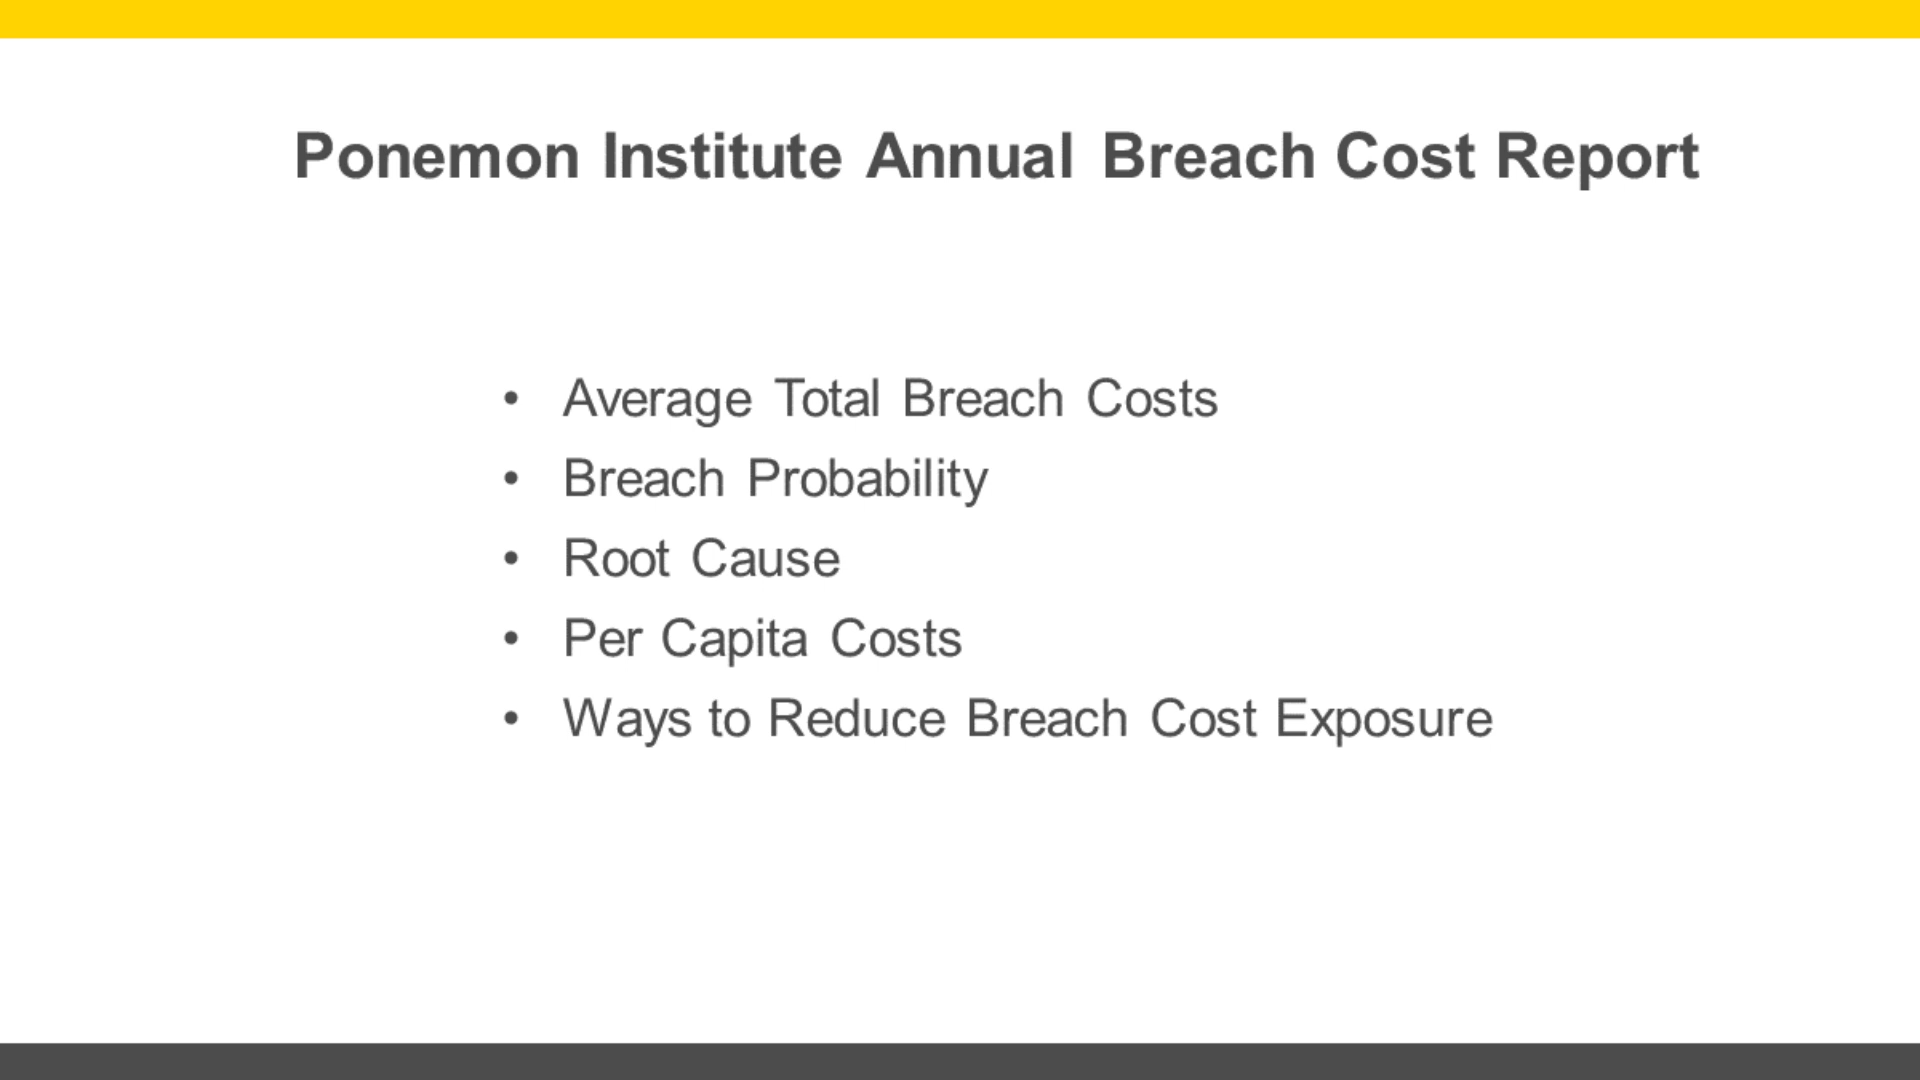 Ponemon Institute Annual Breach Cost Report
• Average Total Breach Costs
• Breach Probability
• Root Cause
• Per Capita Costs
• Ways to Reduce Breach Cost Exposure